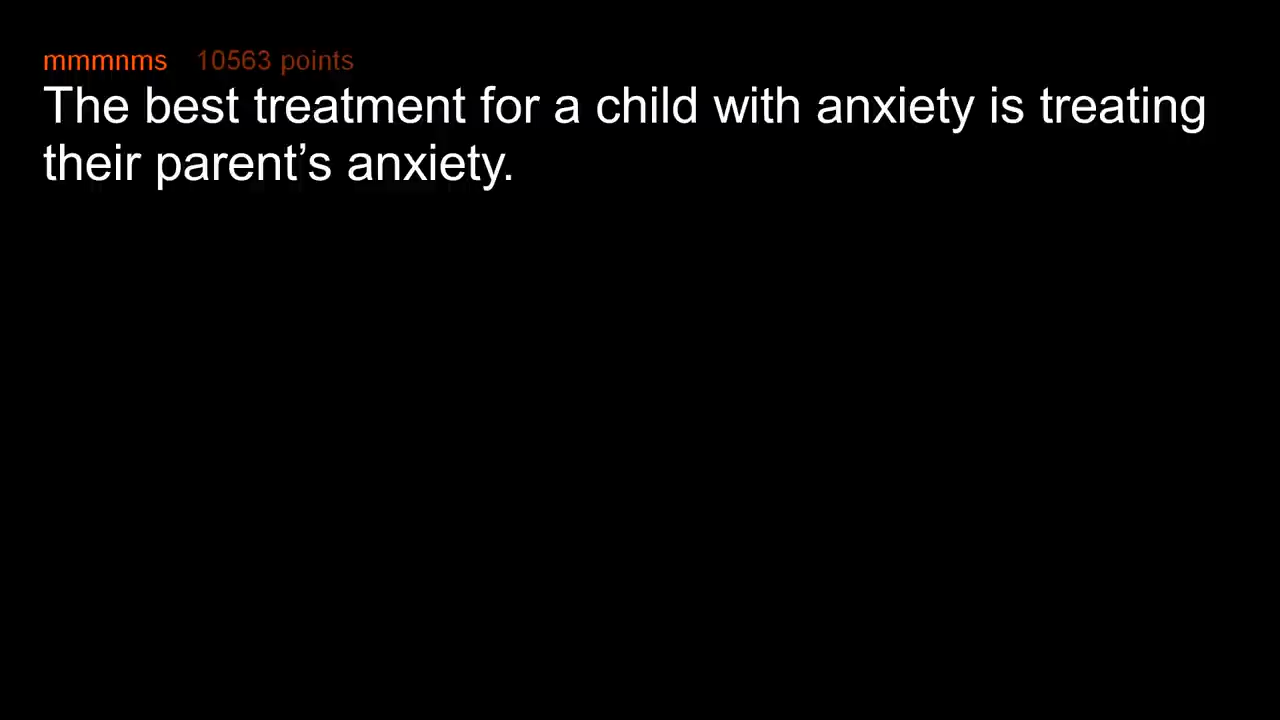 mmmnms 10563 points
The best treatment for a child with anxiety is treating
their parent’s anxiety.